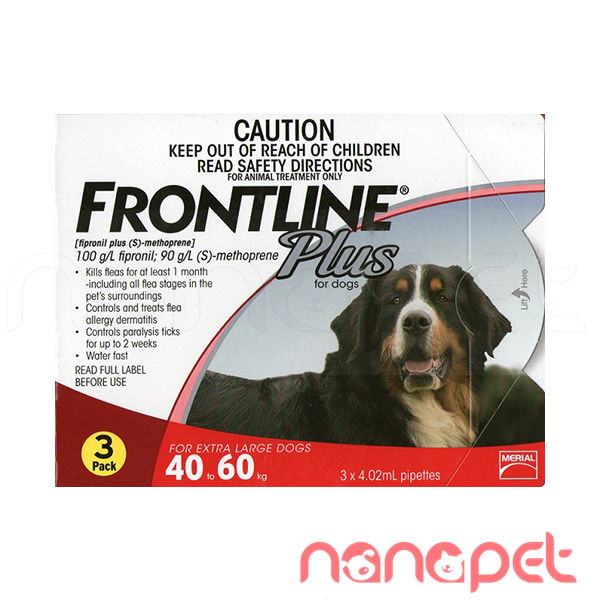 CAUTION
KEEP OUT OF REACH OF CHILDREN
READ SAFETY DIRECTIONS
FOR ANIMAL TREATMENT ONLY
FRONTLINE®
Plus
[fipronil plus (S)-methoprene]
100 g/L fipronil; 90 g/L (S)-methoprene
for dogs
• Kills fleas for at least 1 month
-including all flea stages in the
pet's surroundings
• Controls and treats flea
allergy dermatitis
• Controls paralysis ticks
for up to 2 weeks
• Water fast
READ FULL LABEL
BEFORE USE
Lift Here
3
Pack
FOR EXTRA LARGE DOGS
40 to 60 kg
3 x 4.02mL pipettes
MERIAL
nanapet
nanapet